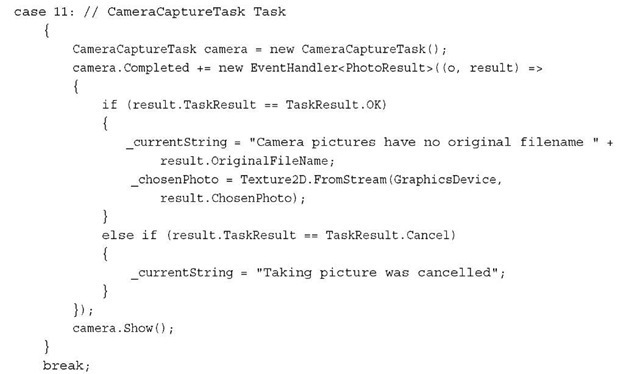 case 11: // CameraCaptureTask Task
{
CameraCaptureTask camera = new CameraCaptureTask();
camera.Completed += new EventHandler<PhotoResult>((o, result) =>
{
if (result.TaskResult == TaskResult.OK)
{
_currentString = "Camera pictures have no original filename " +
result.OriginalFileName;
_chosenPhoto = Texture2D.FromStream(GraphicsDevice,
result.ChosenPhoto);
}
else if (result.TaskResult == TaskResult.Cancel)
{
_currentString = "Taking picture was cancelled";
}
});
camera.Show();
}
break;